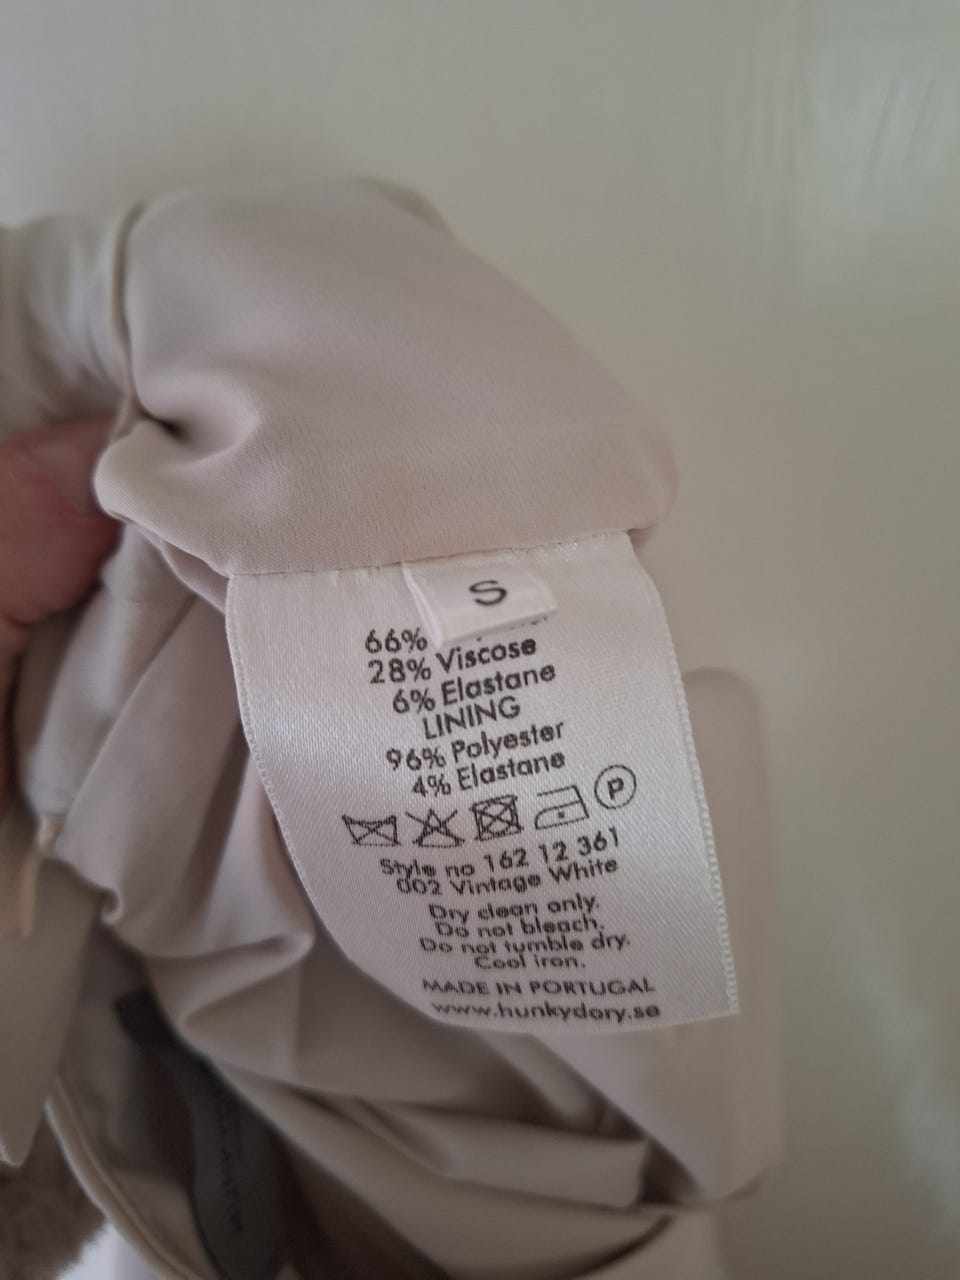 S
66%
28% Viscose
6% Elastane
LINING
96% Polyester
4% Elastane
P
Style no 162 12 361
002 Vintage White
Dry clean only.
Do not bleach.
Do not tumble dry.
Cool iron.
MADE IN PORTUGAL
www.hunkydory.se